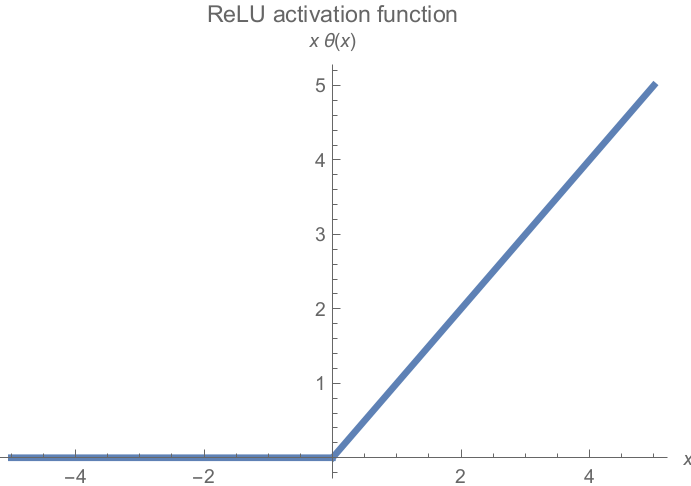 ReLU activation function
x θ(x)
5
4
3
2
1
−4 −2 2 4 x